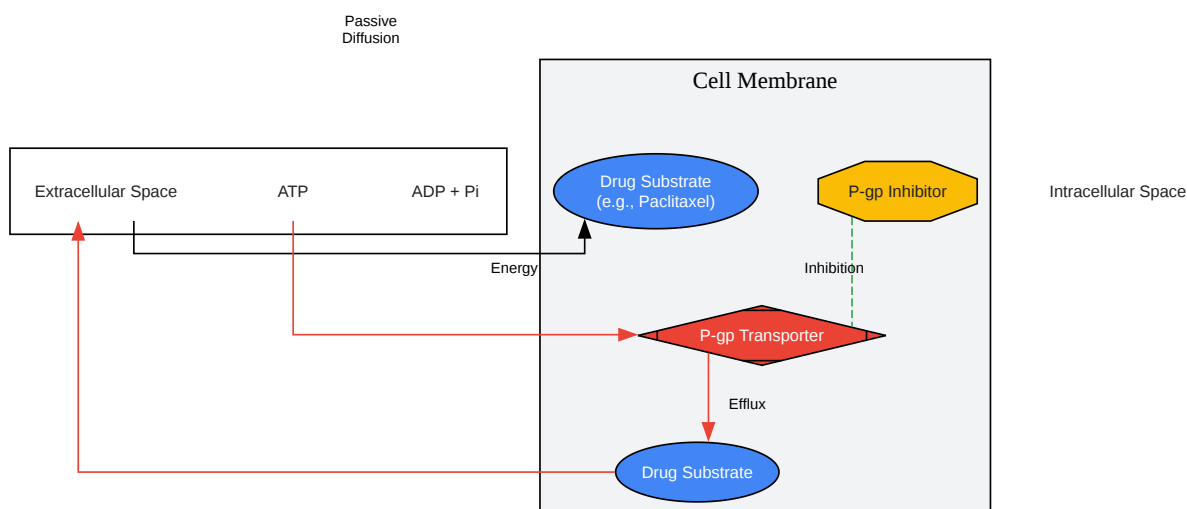 Passive
Diffusion
Cell Membrane
Extracellular Space
ATP
ADP + Pi
Drug Substrate
(e.g., Paclitaxel)
P-gp Inhibitor
Intracellular Space
Energy
Inhibition
P-gp Transporter
Efflux
Drug Substrate